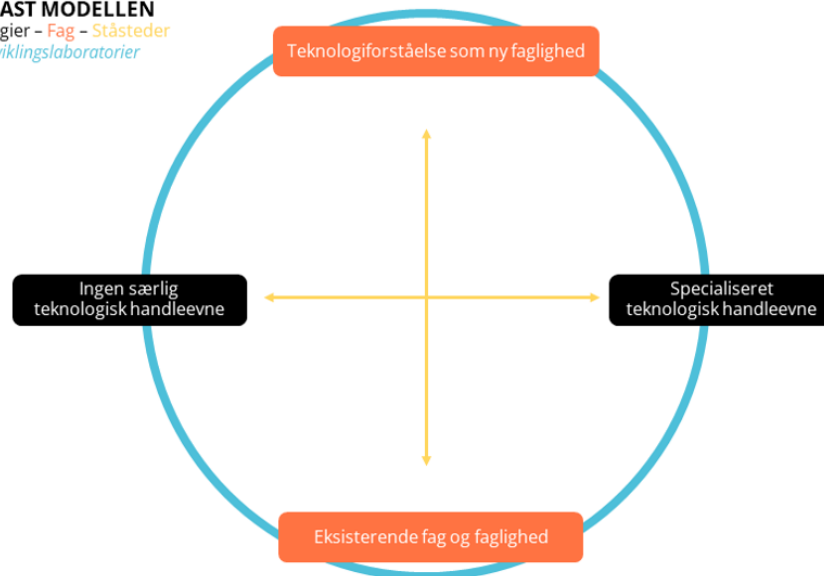 AST MODELLEN
gier – Fag – Ståsteder
viklingslaboratorier
Teknologiforståelse som ny faglighed
Ingen særlig
teknologisk handleevne
Specialiseret
teknologisk handleevne
Eksisterende fag og faglighed